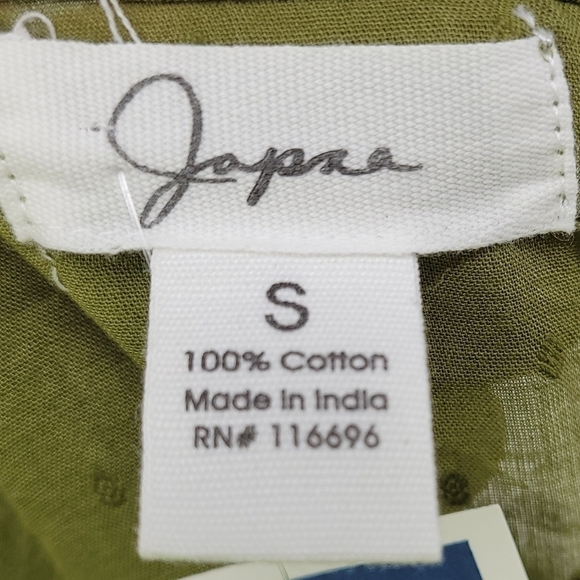 Japna
S
100% Cotton
Made in India
RN# 116696